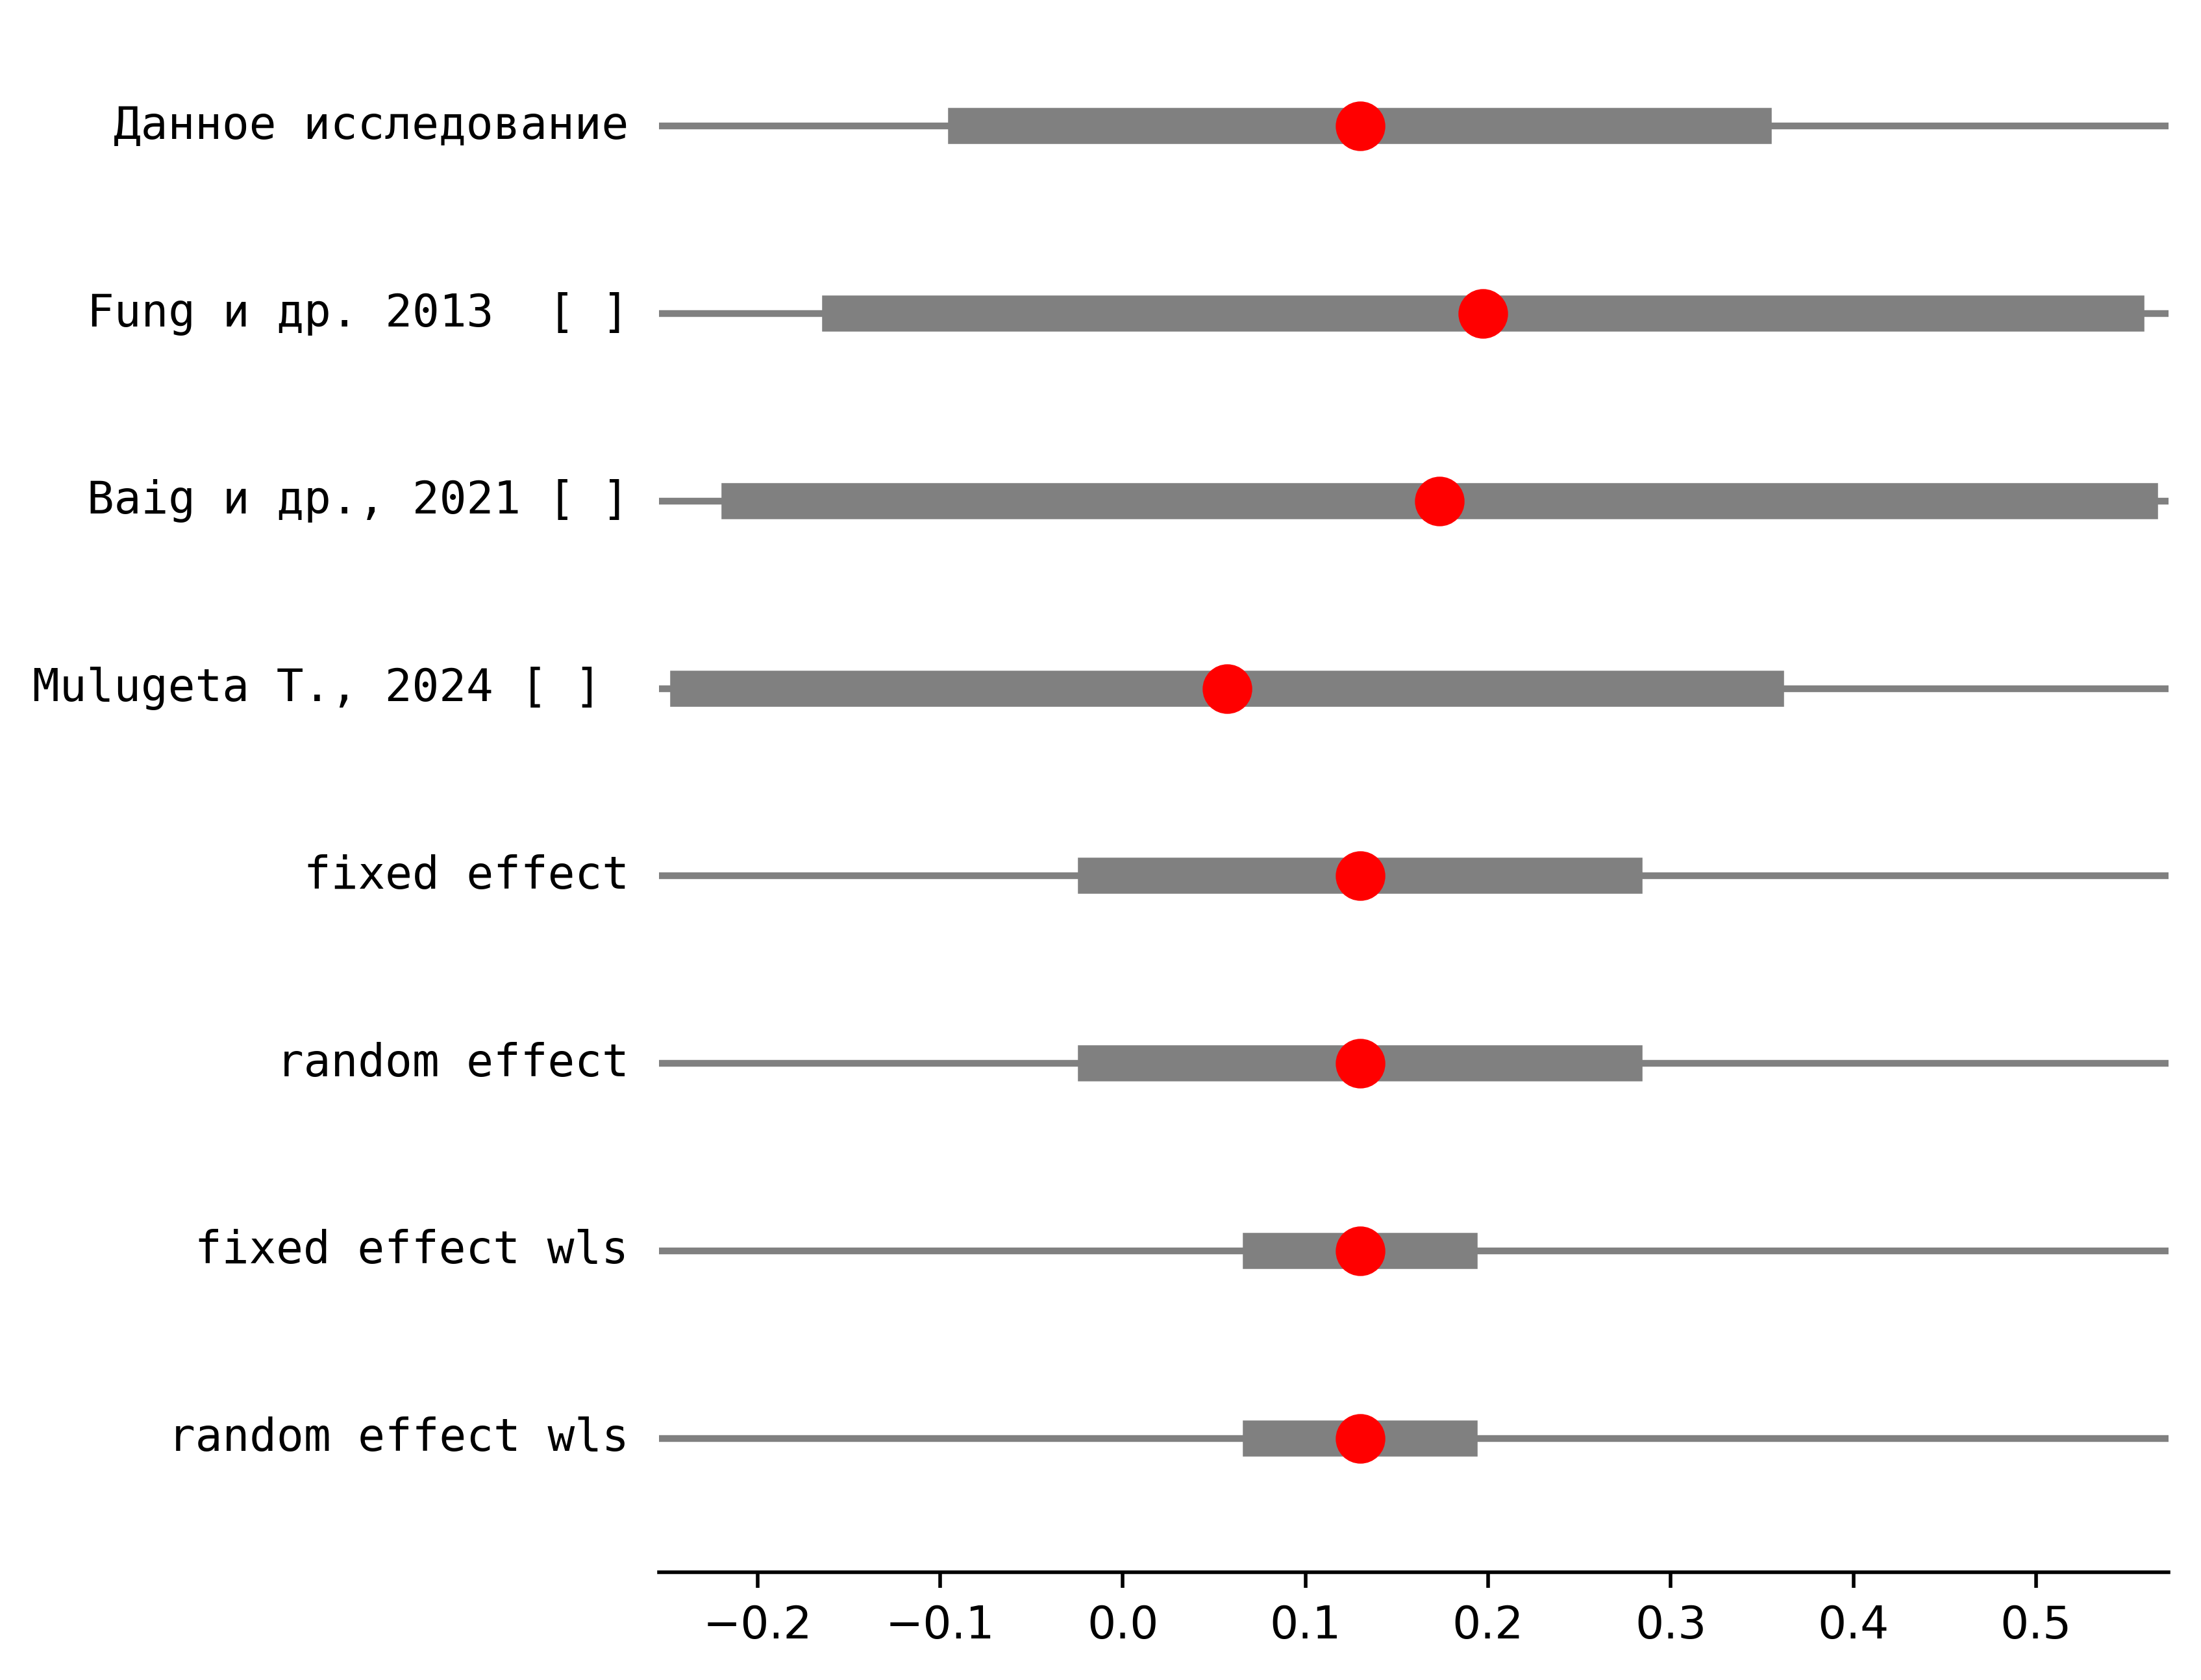 Данное исследование
Fung и др. 2013  [ ]
Baig и др., 2021 [ ]
Mulugeta T., 2024 [ ]
fixed effect
random effect
fixed effect wls
random effect wls
−0.2 −0.1 0.0 0.1 0.2 0.3 0.4 0.5